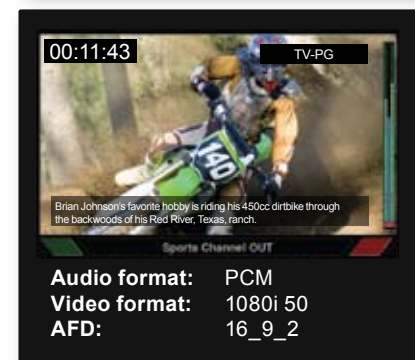 00:11:43 TV-PG
140
Brian Johnson's favorite hobby is riding his 450cc dirtbike through
the backwoods of his Red River, Texas, ranch.
Sports Channel OUT
Audio format: PCM
Video format: 1080i 50
AFD: 16_9_2